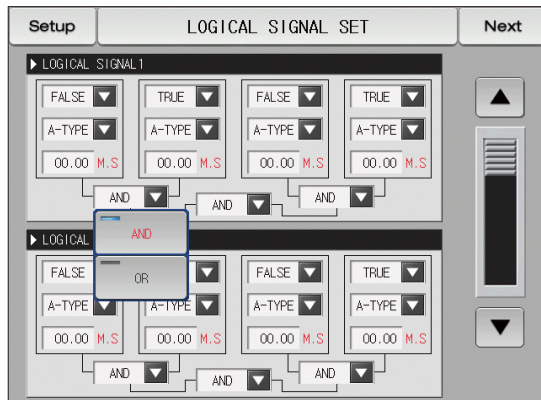 Setup LOGICAL SIGNAL SET Next
LOGICAL SIGNAL1
FALSE TRUE FALSE TRUE
A-TYPE A-TYPE A-TYPE A-TYPE
00.00 M.S 00.00 M.S 00.00 M.S 00.00 M.S
AND AND AND
AND
LOGICAL
OR
FALSE FALSE TRUE
A-TYPE A-TYPE A-TYPE A-TYPE
00.00 M.S 00.00 M.S 00.00 M.S 00.00 M.S
AND AND AND